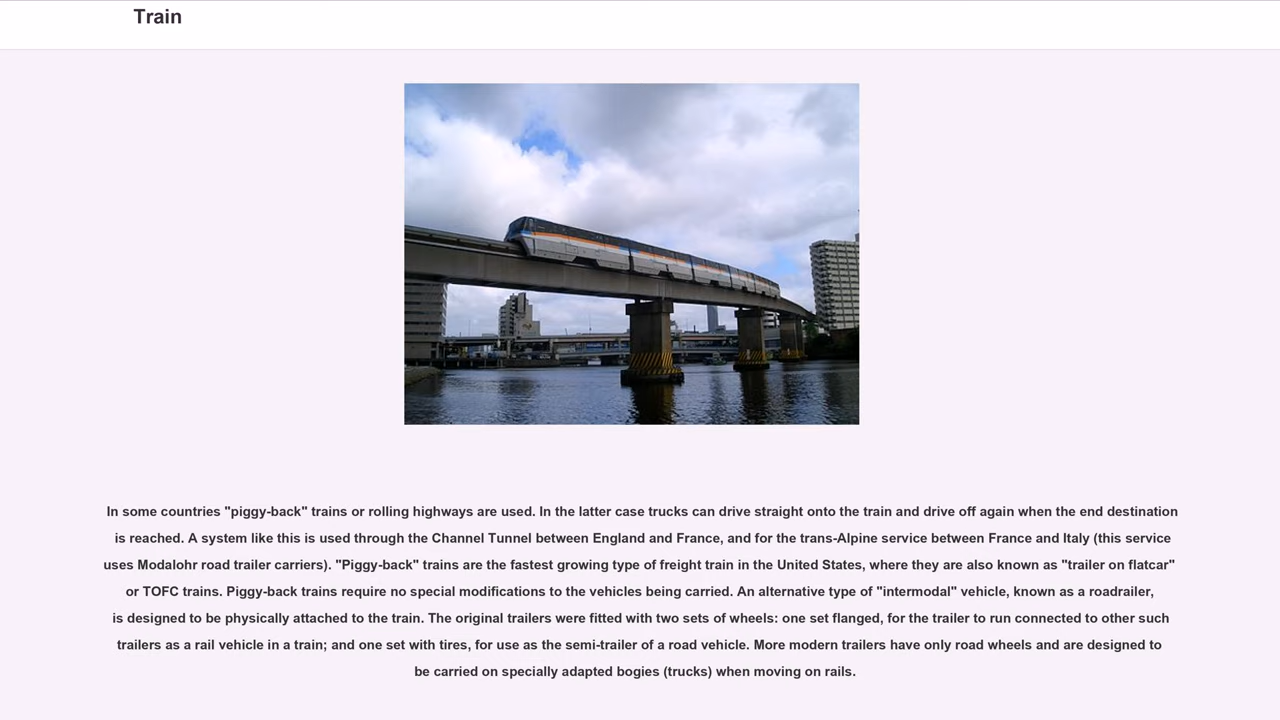 Train
In some countries "piggy-back" trains or rolling highways are used. In the latter case trucks can drive straight onto the train and drive off again when the end destination
is reached. A system like this is used through the Channel Tunnel between England and France, and for the trans-Alpine service between France and Italy (this service
uses Modalohr road trailer carriers). "Piggy-back" trains are the fastest growing type of freight train in the United States, where they are also known as "trailer on flatcar"
or TOFC trains. Piggy-back trains require no special modifications to the vehicles being carried. An alternative type of "intermodal" vehicle, known as a roadrailer,
is designed to be physically attached to the train. The original trailers were fitted with two sets of wheels: one set flanged, for the trailer to run connected to other such
trailers as a rail vehicle in a train; and one set with tires, for use as the semi-trailer of a road vehicle. More modern trailers have only road wheels and are designed to
be carried on specially adapted bogies (trucks) when moving on rails.